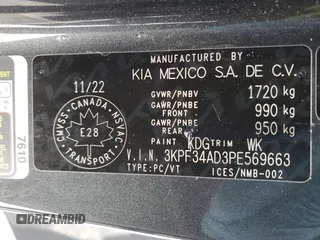 MANUFACTURED BY
KIA MEXICO S.A. DE C.V.
11/22
GVWR/PNBV 1720 kg
GAWR/PNBE FRONT 990 kg
GAWR/PNBE REAR 950 kg
PAINT KDG TRIM WK
V.I.N. 3KPF34AD3PE569663
TYPE:PC/VT ICES/NMB-002
CMVSS. CANADA. NSVAC
E28
TRANSPORT
7610
DREAMBID